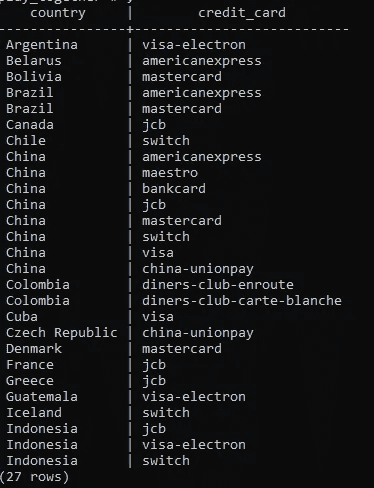 country | credit_card
----------------+---------------------------
Argentina | visa-electron
Belarus | americanexpress
Bolivia | mastercard
Brazil | americanexpress
Brazil | mastercard
Canada | jcb
Chile | switch
China | americanexpress
China | maestro
China | bankcard
China | jcb
China | mastercard
China | switch
China | visa
China | china-unionpay
Colombia | diners-club-enroute
Colombia | diners-club-carte-blanche
Cuba | visa
Czech Republic | china-unionpay
Denmark | mastercard
France | jcb
Greece | jcb
Guatemala | visa-electron
Iceland | switch
Indonesia | jcb
Indonesia | visa-electron
Indonesia | switch
(27 rows)